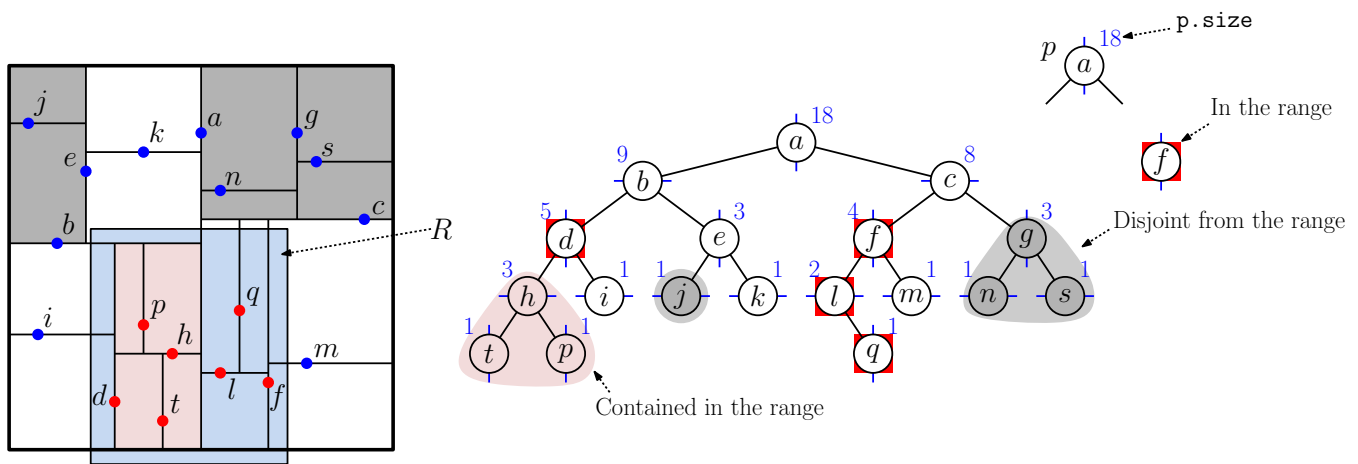 p.size
p
18
a
In the range
f
18
a
9
8
b
c
5
3
4
3
d
e
f
g
Disjoint from the range
3
1
1
1
2
1
1
1
h
i
j
k
l
m
n
s
1
1
1
t
p
q
Contained in the range
j
k
a
g
e
s
n
b
c
R
i
p
q
h
m
d
t
l
f